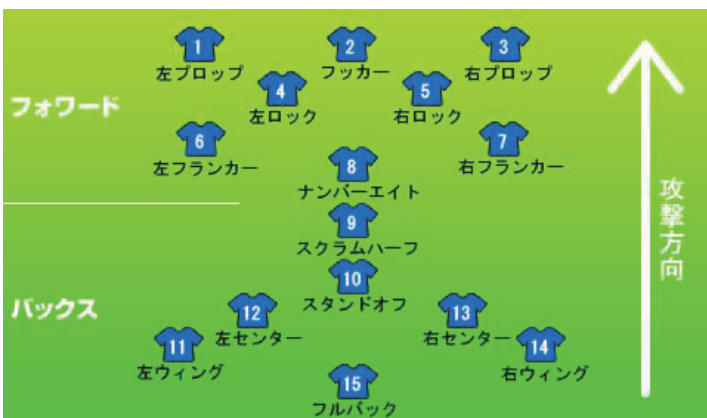 1
左プロップ
2
フッカー
3
右プロップ
フォワード
4
左ロック
5
右ロック
6
左フランカー
7
右フランカー
8
ナンバーエイト
攻撃方向
9
スクラムハーフ
バックス
10
スタンドオフ
12
左センター
13
右センター
11
左ウィング
14
右ウィング
15
フルバック